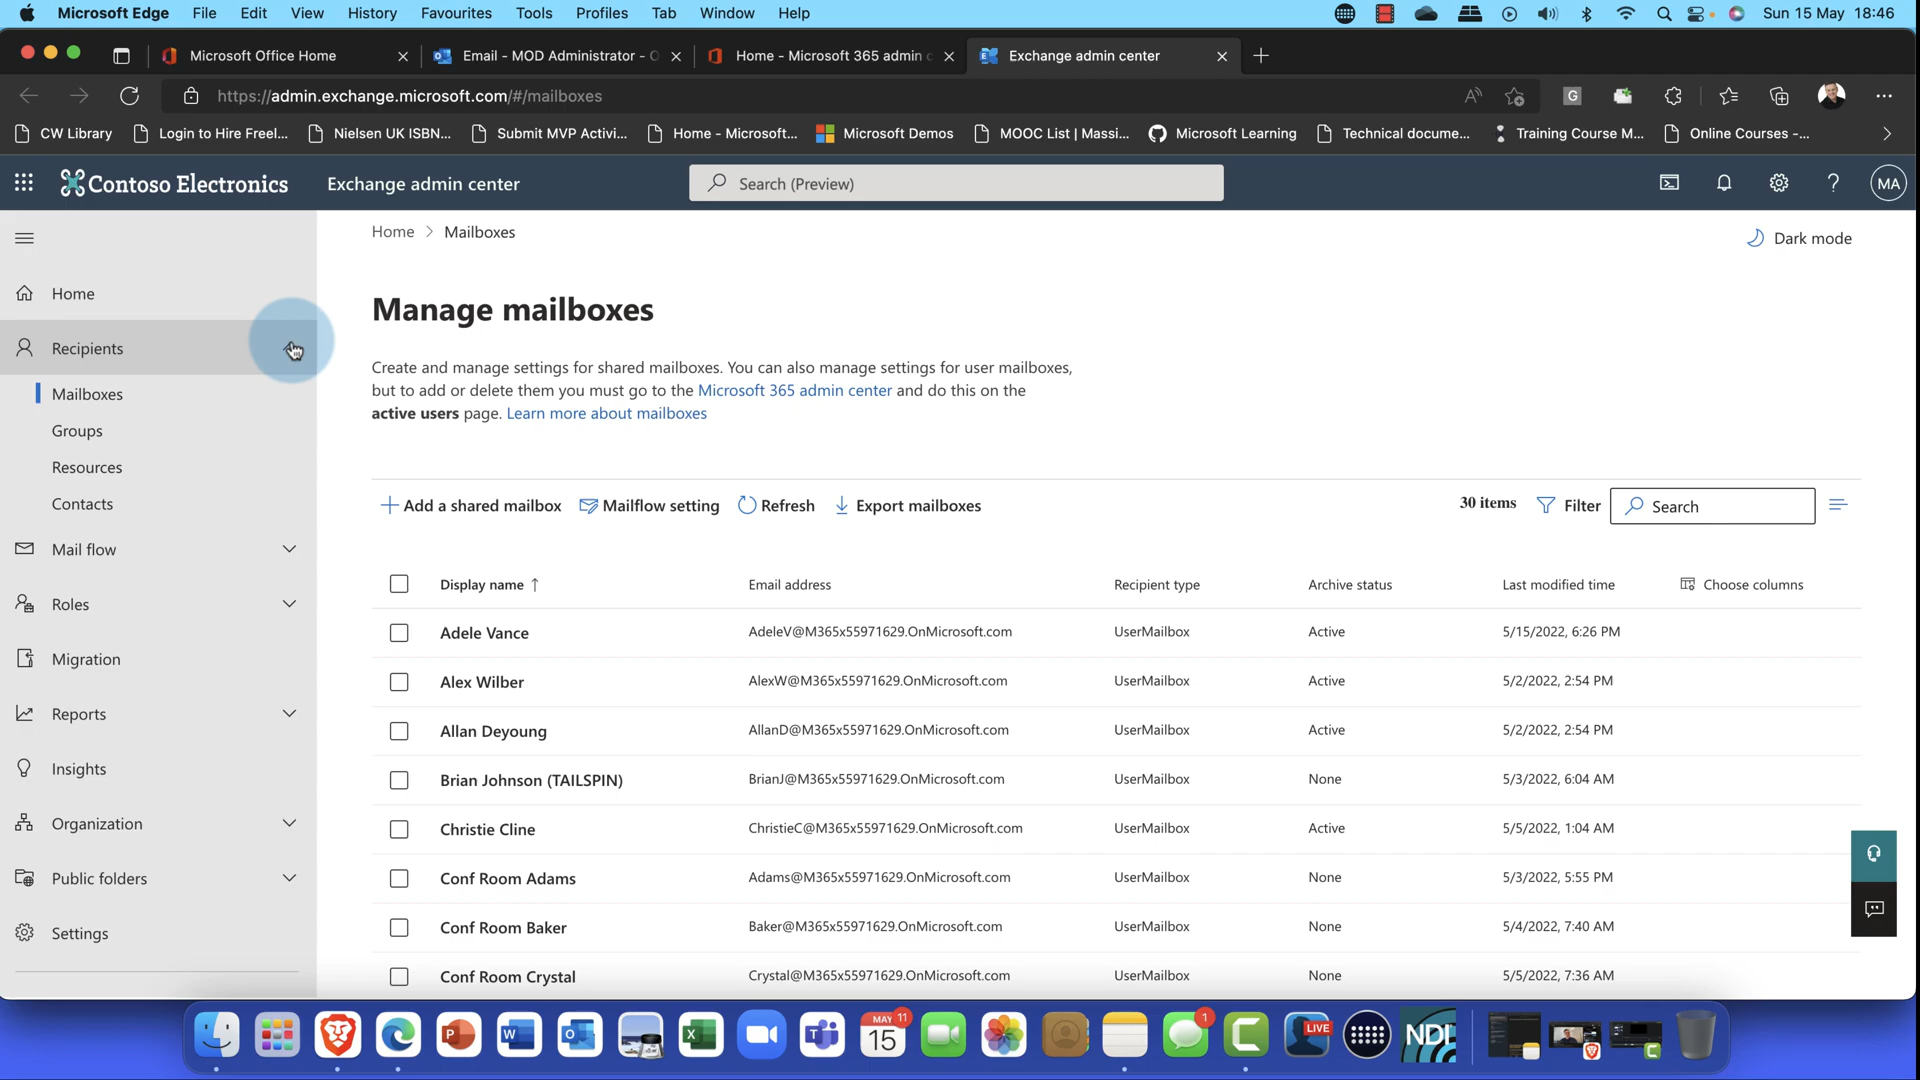 Microsoft Edge File Edit View History Favourites Tools Profiles Tab Window Help Sun 15 May 18:46
Microsoft Office Home Email - MOD Administrator - O Home - Microsoft 365 admin c Exchange admin center
https://admin.exchange.microsoft.com/#/mailboxes
CW Library Login to Hire Freel... Nielsen UK ISBN... Submit MVP Activi... Home - Microsoft... Microsoft Demos MOOC List | Massi... Microsoft Learning Technical docume... Training Course M... Online Courses -...
Contoso Electronics Exchange admin center Search (Preview) MA
Home > Mailboxes
Dark mode
Home
Recipients
Mailboxes
Groups
Resources
Contacts
Mail flow
Roles
Migration
Reports
Insights
Organization
Public folders
Settings
Manage mailboxes
Create and manage settings for shared mailboxes. You can also manage settings for user mailboxes,
but to add or delete them you must go to the Microsoft 365 admin center and do this on the
active users page. Learn more about mailboxes
Add a shared mailbox Mailflow setting Refresh Export mailboxes 30 items Filter Search
Display name ↑ Email address Recipient type Archive status Last modified time Choose columns
Adele Vance AdeleV@M365x55971629.OnMicrosoft.com UserMailbox Active 5/15/2022, 6:26 PM
Alex Wilber AlexW@M365x55971629.OnMicrosoft.com UserMailbox Active 5/2/2022, 2:54 PM
Allan Deyoung AllanD@M365x55971629.OnMicrosoft.com UserMailbox Active 5/2/2022, 2:54 PM
Brian Johnson (TAILSPIN) BrianJ@M365x55971629.OnMicrosoft.com UserMailbox None 5/3/2022, 6:04 AM
Christie Cline ChristieC@M365x55971629.OnMicrosoft.com UserMailbox Active 5/5/2022, 1:04 AM
Conf Room Adams Adams@M365x55971629.OnMicrosoft.com UserMailbox None 5/3/2022, 5:55 PM
Conf Room Baker Baker@M365x55971629.OnMicrosoft.com UserMailbox None 5/4/2022, 7:40 AM
Conf Room Crystal Crystal@M365x55971629.OnMicrosoft.com UserMailbox None 5/5/2022, 7:36 AM
MAY 15 11 1 LIVE NDI